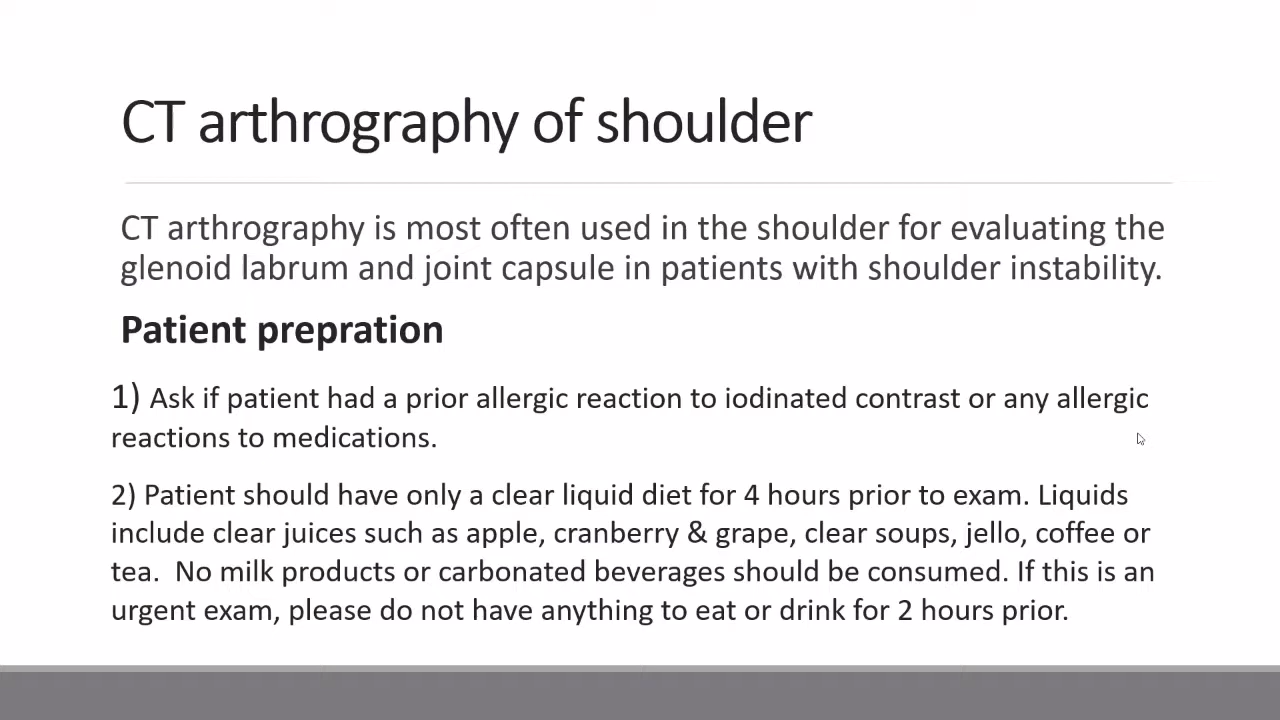 CT arthrography of shoulder
CT arthrography is most often used in the shoulder for evaluating the
glenoid labrum and joint capsule in patients with shoulder instability.
Patient prepration
1) Ask if patient had a prior allergic reaction to iodinated contrast or any allergic
reactions to medications.
2) Patient should have only a clear liquid diet for 4 hours prior to exam. Liquids
include clear juices such as apple, cranberry & grape, clear soups, jello, coffee or
tea.  No milk products or carbonated beverages should be consumed. If this is an
urgent exam, please do not have anything to eat or drink for 2 hours prior.